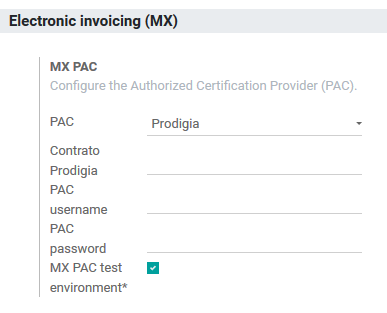 Electronic invoicing (MX)
MX PAC
Configure the Authorized Certification Provider (PAC).
PAC
Prodigia
Contrato
Prodigia
PAC
username
PAC
password
MX PAC test
environment*